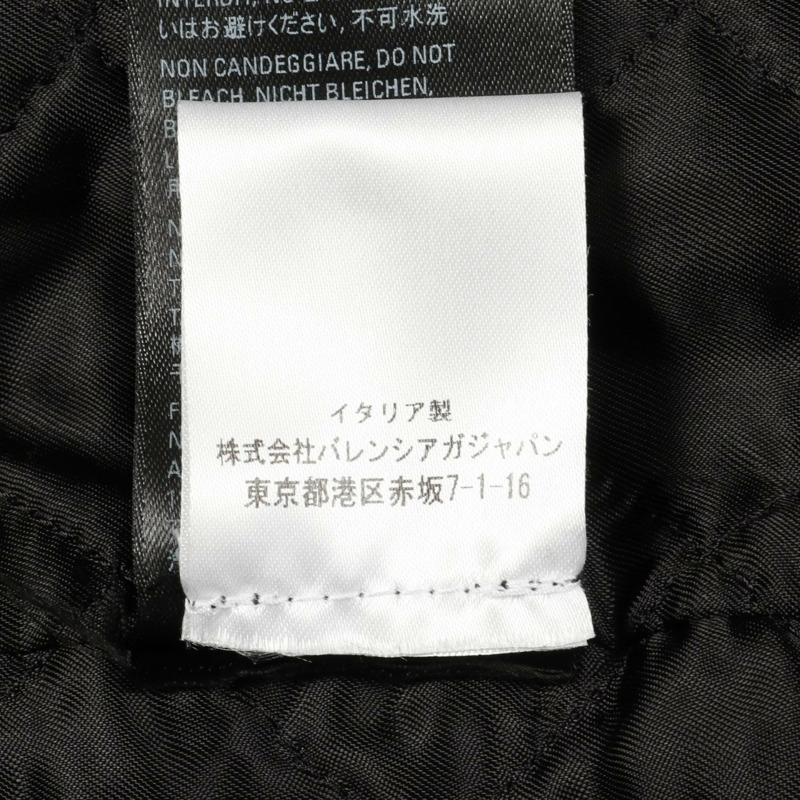 INTERDIT, NO
いはお避けください, 不可水洗
NON CANDEGGIARE, DO NOT
BLEACH, NICHT BLEICHEN,
イタリア製
株式会社バレンシアガジャパン
東京都港区赤坂7-1-16